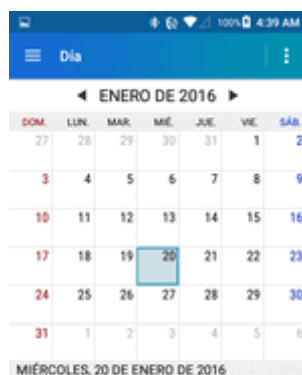 100% 4:39 AM
Día
ENERO DE 2016
DOM. LUN. MAR. MIÉ. JUE. VIE. SÁB.
27 28 29 30 31 1 2
3 4 5 6 7 8 9
10 11 12 13 14 15 16
17 18 19 20 21 22 23
24 25 26 27 28 29 30
31 1 2 3 4 5 6
MIÉRCOLES, 20 DE ENERO DE 2016